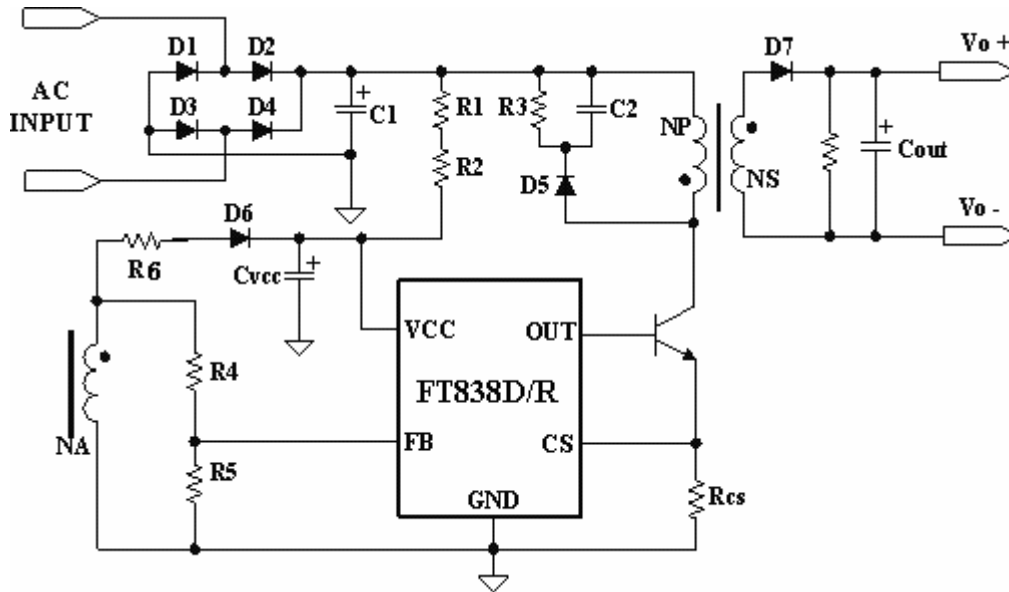 D1
D2
D7
Vo +
AC
INPUT
D3
D4
+
C1
R1
R3
C2
NP
NS
+
Cout
R2
D5
Vo -
D6
R6
Cvcc
+
VCC
OUT
R4
FT838D/R
NA
FB
CS
R5
GND
Rcs